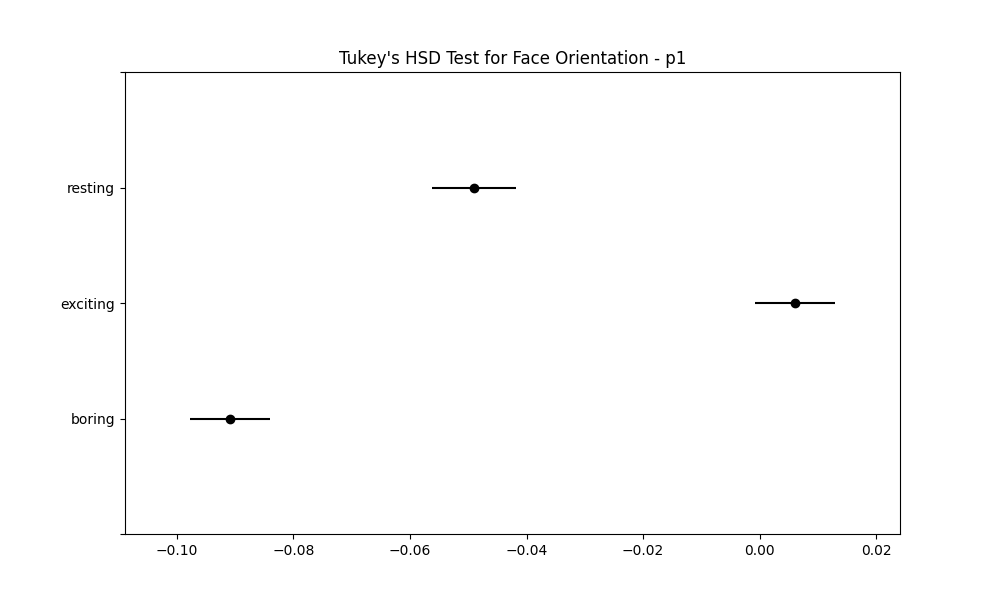 Tukey's HSD Test for Face Orientation - p1
resting
exciting
boring
−0.10 −0.08 −0.06 −0.04 −0.02 0.00 0.02